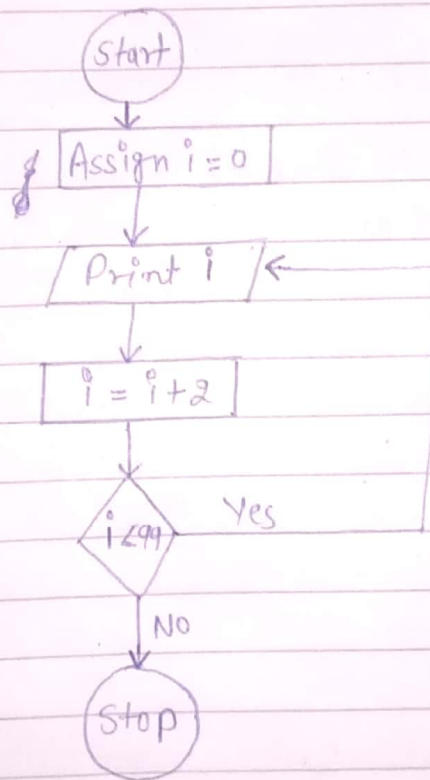 Start
Assign i = 0
Print i
i = i + 2
i < 99
Yes
NO
Stop